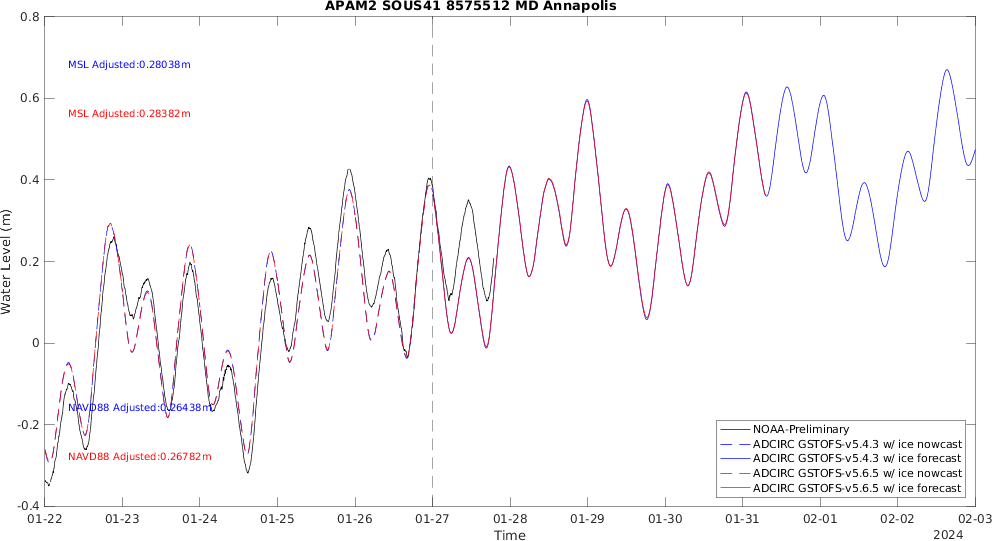 APAM2 SOUS41 8575512 MD Annapolis
0.8
0.6
0.4
0.2
0
-0.2
-0.4
Water Level (m)
MSL Adjusted:0.28038m
MSL Adjusted:0.28382m
NAVD88 Adjusted:0.26438m
NAVD88 Adjusted:0.26782m
NOAA-Preliminary
ADCIRC GSTOFS-v5.4.3 w/ ice nowcast
ADCIRC GSTOFS-v5.4.3 w/ ice forecast
ADCIRC GSTOFS-v5.6.5 w/ ice nowcast
ADCIRC GSTOFS-v5.6.5 w/ ice forecast
01-22 01-23 01-24 01-25 01-26 01-27 01-28 01-29 01-30 01-31 02-01 02-02 02-03
Time
2024